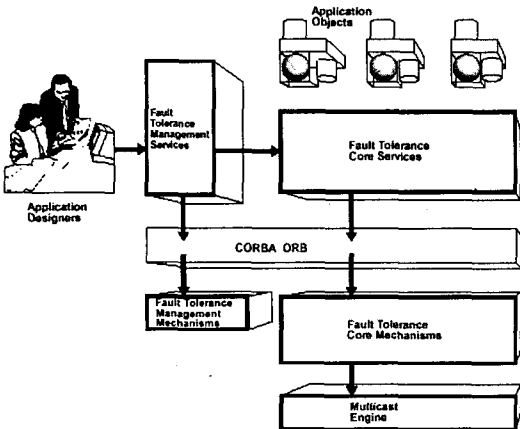 Application
Objects
Fault
Tolerance
Management
Services
Fault Tolerance
Core Services
Application
Designers
CORBA ORB
Fault Tolerance
Management
Mechanisms
Fault Tolerance
Core Mechanisms
Multicast
Engine